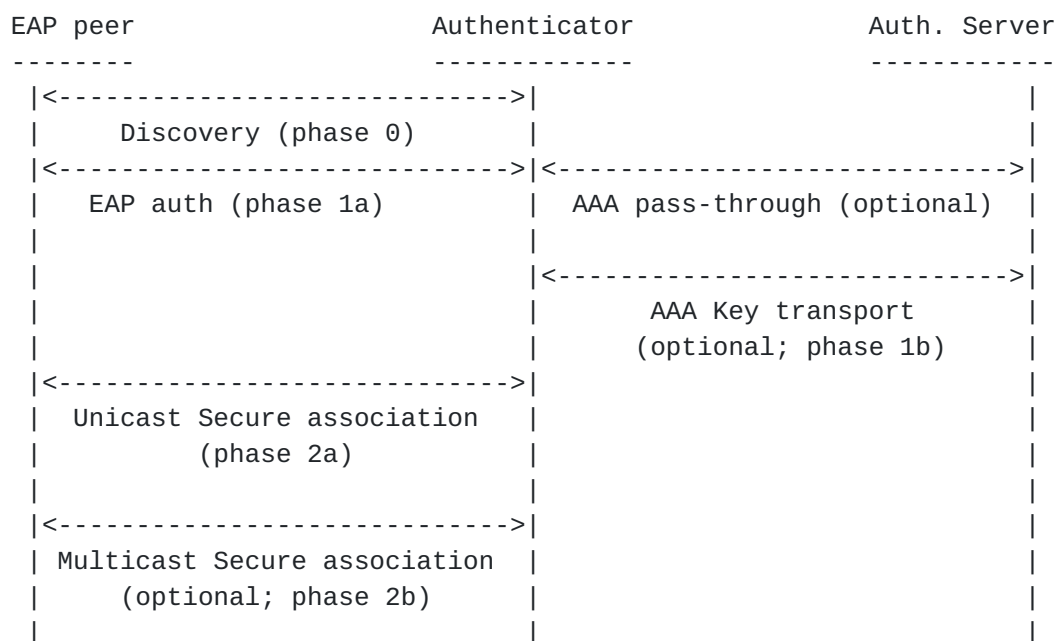 EAP peer Authenticator Auth. Server
-------- ------------- ------------
|<----------------------------->| |
| Discovery (phase 0) | |
|<----------------------------->|<----------------------------->|
| EAP auth (phase 1a) | AAA pass-through (optional) |
| | |
| |<----------------------------->|
| | AAA Key transport |
| | (optional; phase 1b) |
|<----------------------------->| |
| Unicast Secure association | |
| (phase 2a) | |
| | |
|<----------------------------->| |
| Multicast Secure association | |
| (optional; phase 2b) | |
| | |